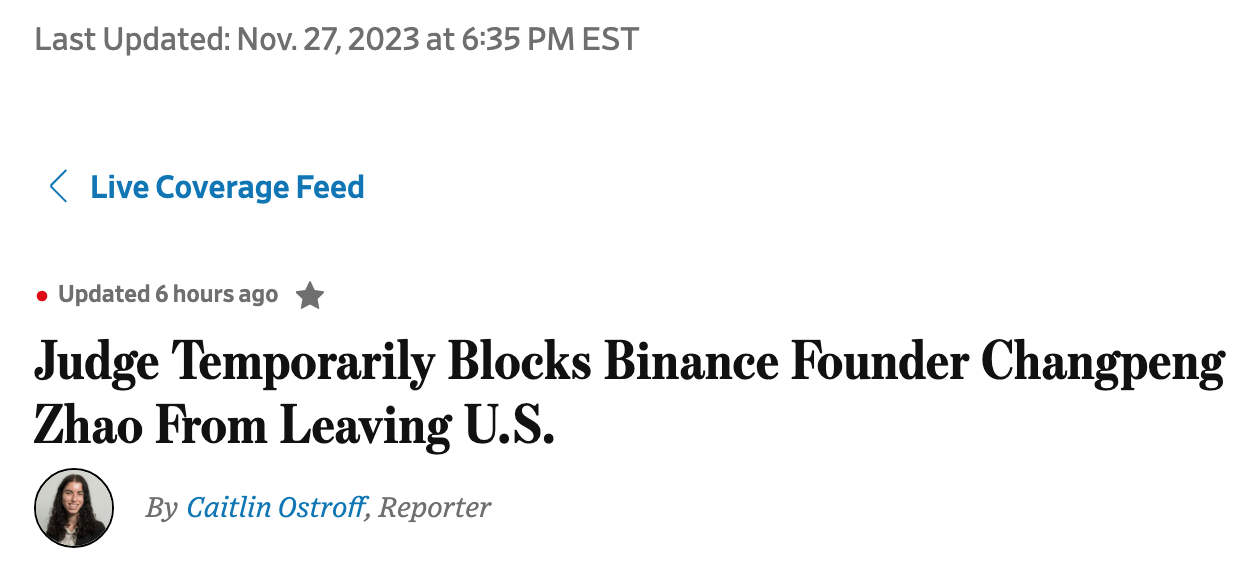 Last Updated: Nov. 27, 2023 at 6:35 PM EST
Live Coverage Feed
Updated 6 hours ago
Judge Temporarily Blocks Binance Founder Changpeng
Zhao From Leaving U.S.
By Caitlin Ostroff, Reporter